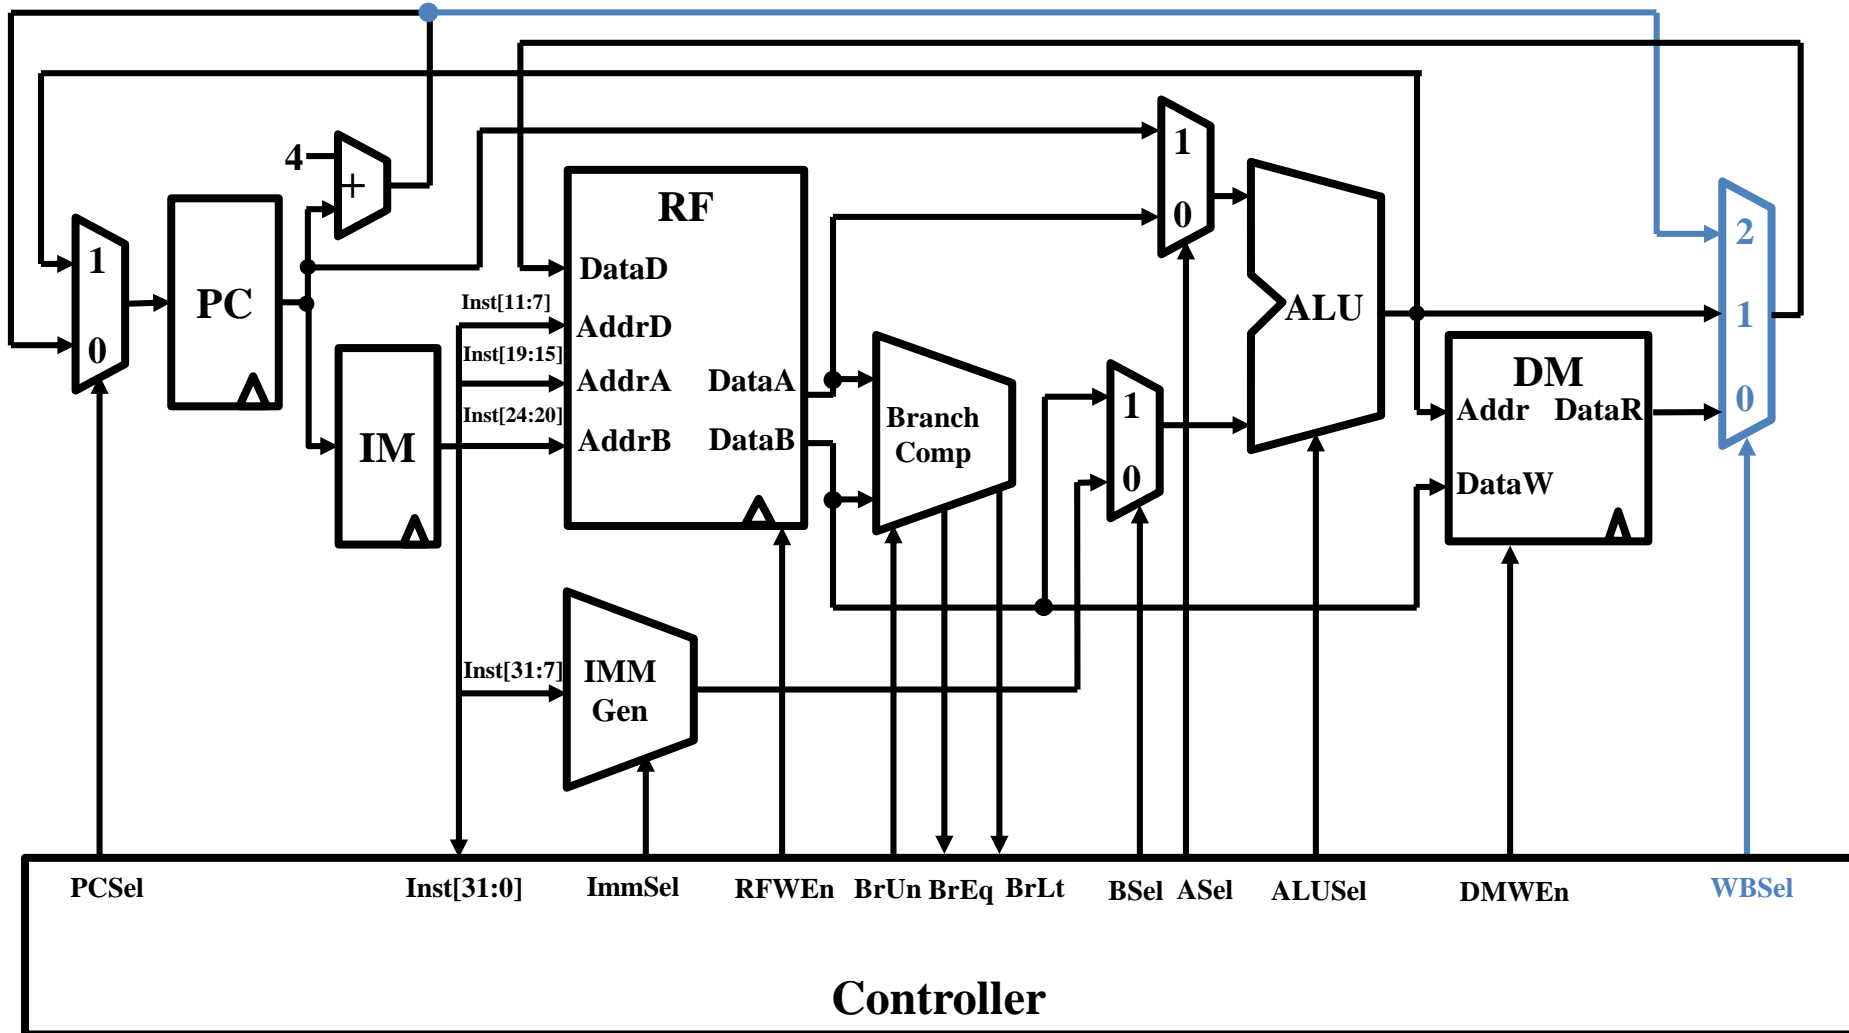 4
+
1
0
PC
IM
Inst[11:7]
Inst[19:15]
Inst[24:20]
Inst[31:7]
RF
DataD
AddrD
AddrA
AddrB
DataA
DataB
IMM
Gen
Branch
Comp
1
0
1
0
ALU
DM
Addr
DataR
DataW
2
1
0
PCSel
Inst[31:0]
ImmSel
RFWEn
BrUn
BrEq
BrLt
BSel
ASel
ALUSel
DMWEn
WBSel
Controller